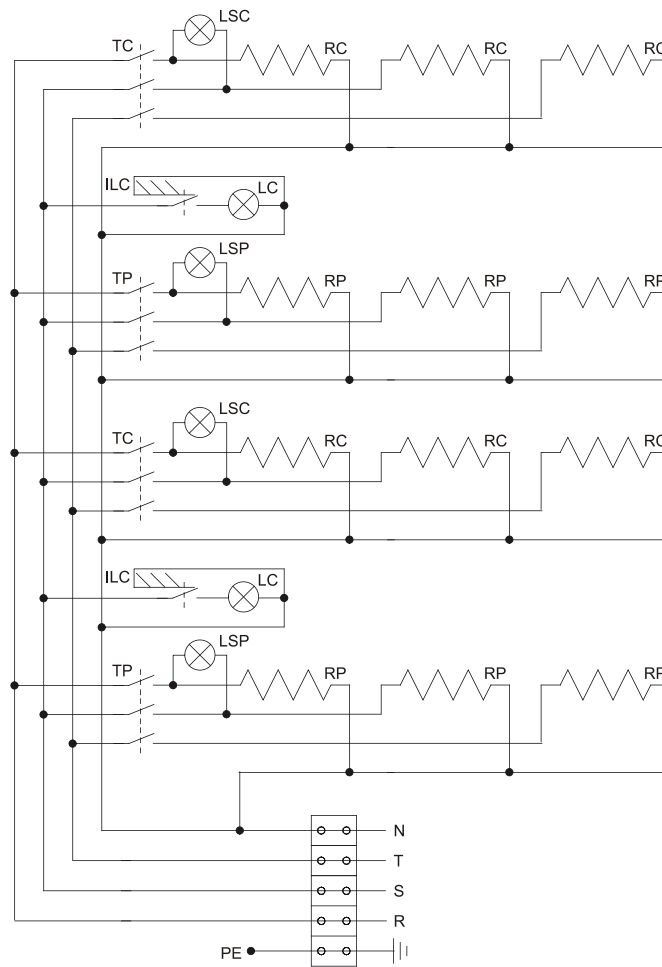 LSC
TC RC RC RC
ILC LC
LSP
TP RP RP RP
LSC
TC RC RC RC
ILC LC
LSP
TP RP RP RP
N
T
S
R
PE